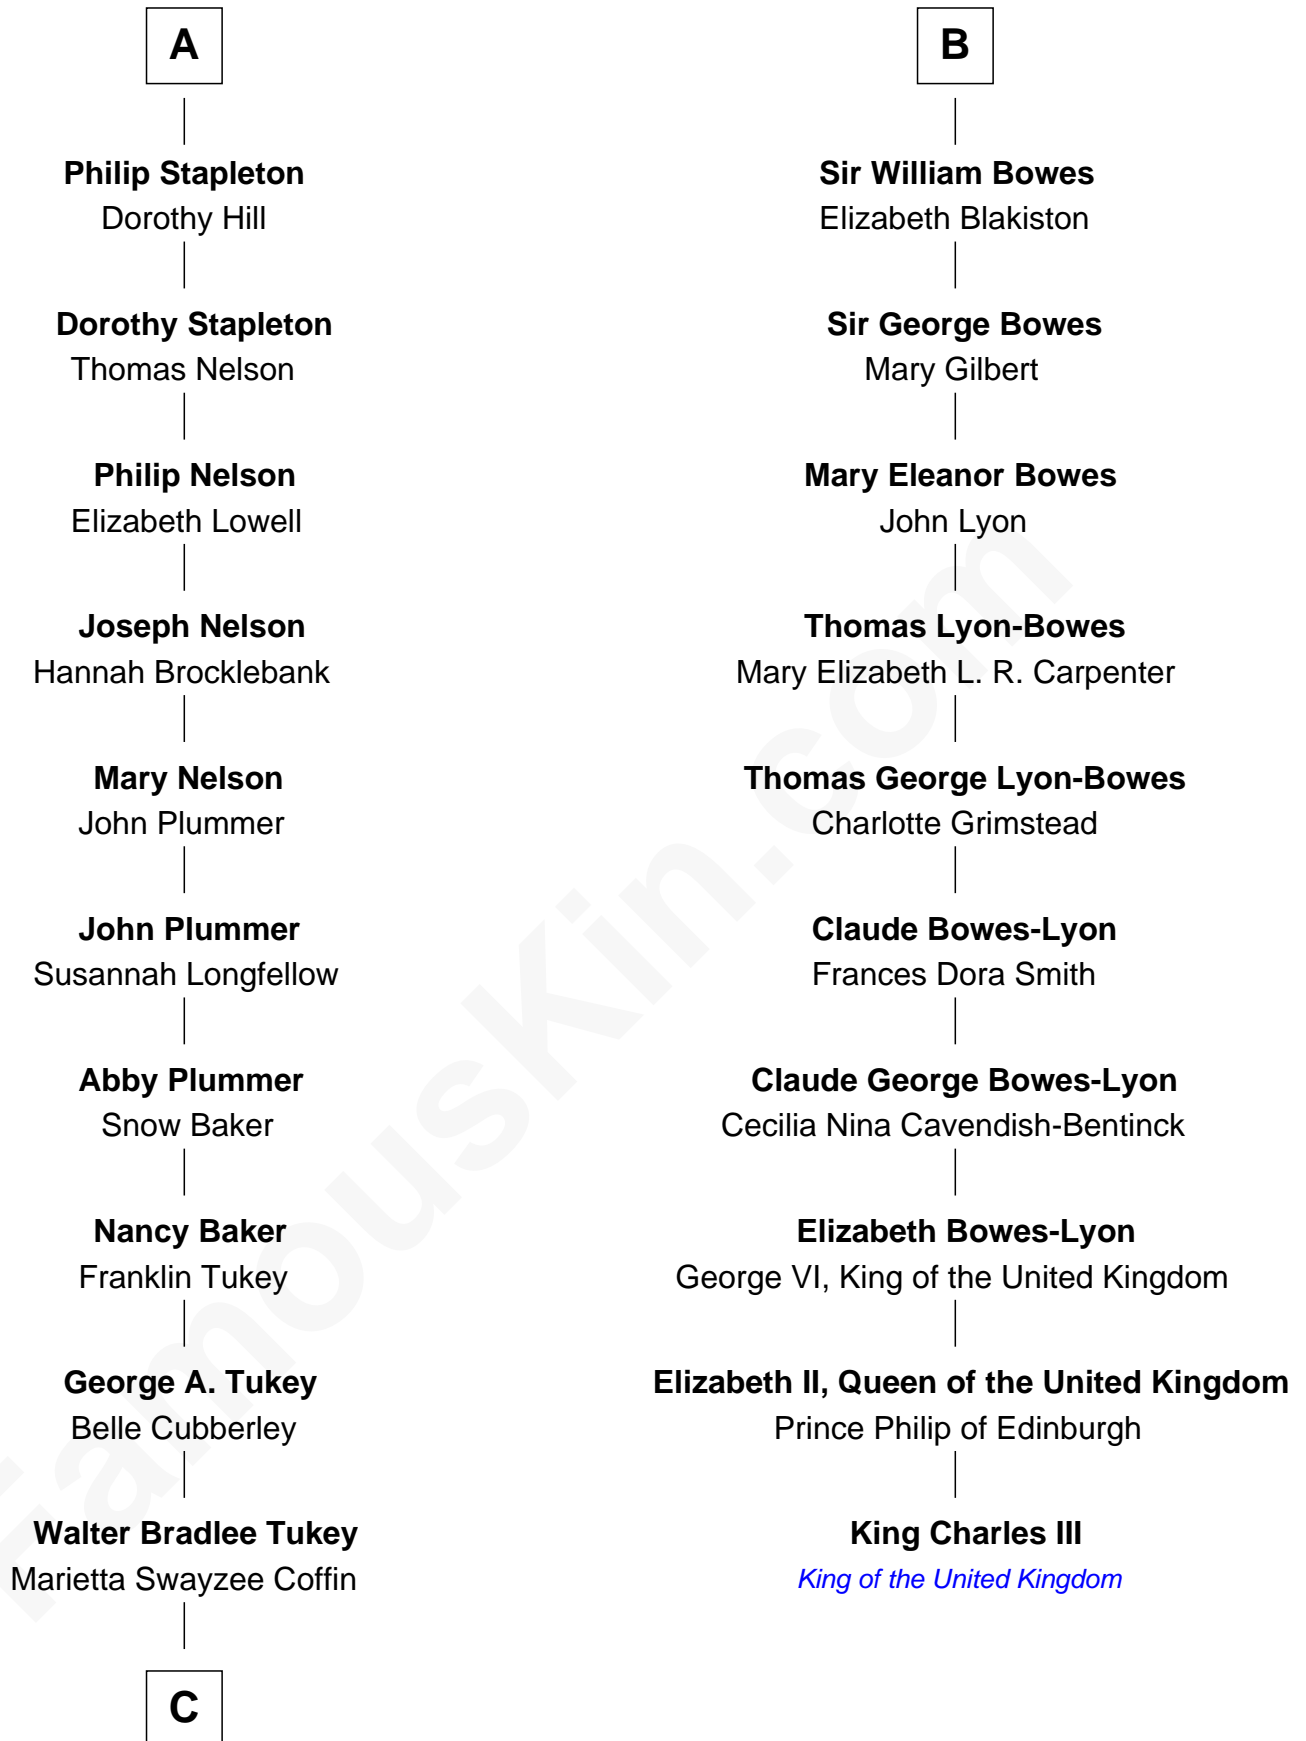 A
Philip Stapleton
Dorothy Hill
Dorothy Stapleton
Thomas Nelson
Philip Nelson
Elizabeth Lowell
Joseph Nelson
Hannah Brocklebank
Mary Nelson
John Plummer
John Plummer
Susannah Longfellow
Abby Plummer
Snow Baker
Nancy Baker
Franklin Tukey
George A. Tukey
Belle Cubberley
Walter Bradlee Tukey
Marietta Swayzee Coffin
C
B
Sir William Bowes
Elizabeth Blakiston
Sir George Bowes
Mary Gilbert
Mary Eleanor Bowes
John Lyon
Thomas Lyon-Bowes
Mary Elizabeth L. R. Carpenter
Thomas George Lyon-Bowes
Charlotte Grimstead
Claude Bowes-Lyon
Frances Dora Smith
Claude George Bowes-Lyon
Cecilia Nina Cavendish-Bentinck
Elizabeth Bowes-Lyon
George VI, King of the United Kingdom
Elizabeth II, Queen of the United Kingdom
Prince Philip of Edinburgh
King Charles III
King of the United Kingdom
FamousKin.com